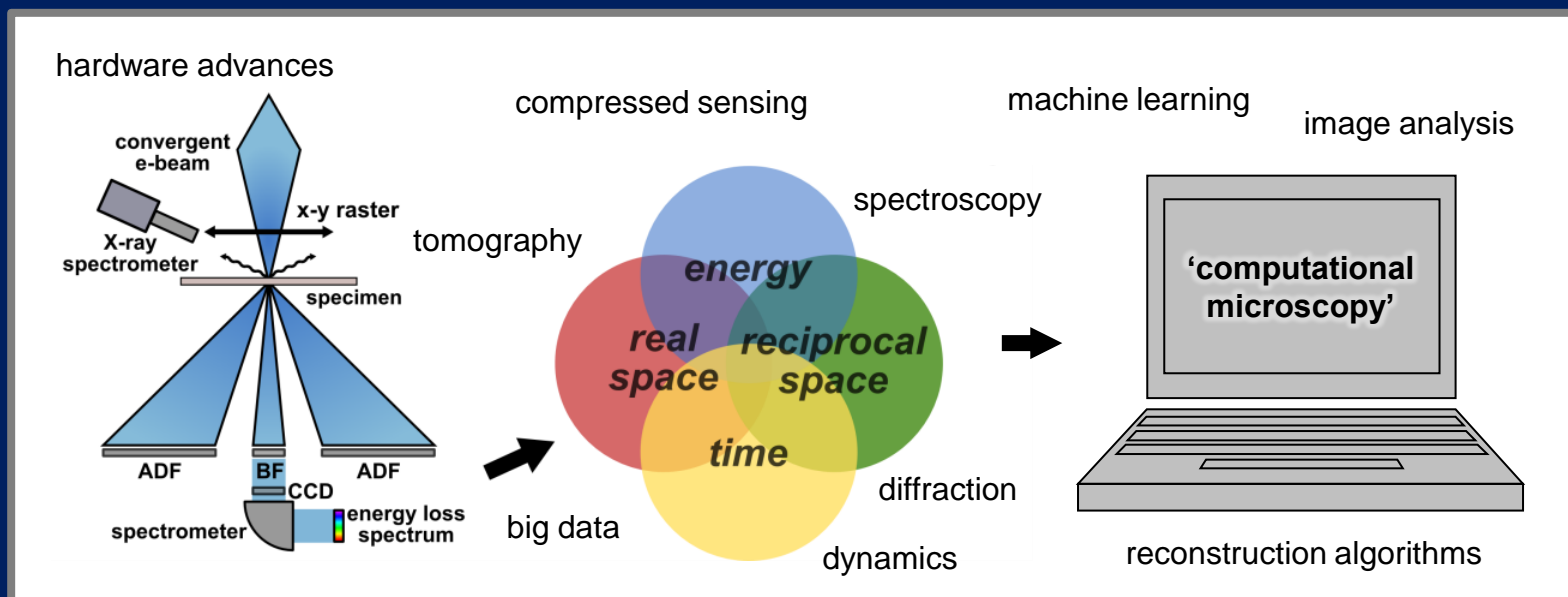 hardware advances
convergent
e-beam
x-y raster
X-ray
spectrometer
specimen
ADF
BF
ADF
CCD
spectrometer
energy loss
spectrum
compressed sensing
tomography
spectroscopy
energy
real
space
reciprocal
space
time
big data
diffraction
dynamics
machine learning
image analysis
‘computational
microscopy’
reconstruction algorithms